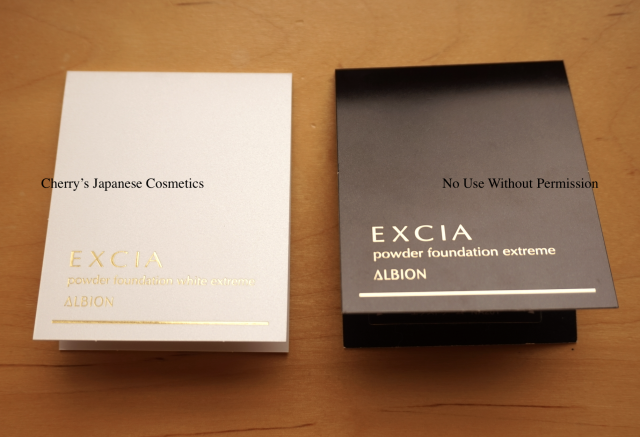 Cherry's Japanese Cosmetics
No Use Without Permission
EXCIA
powder foundation white extreme
ALBION
EXCIA
powder foundation extreme
ALBION